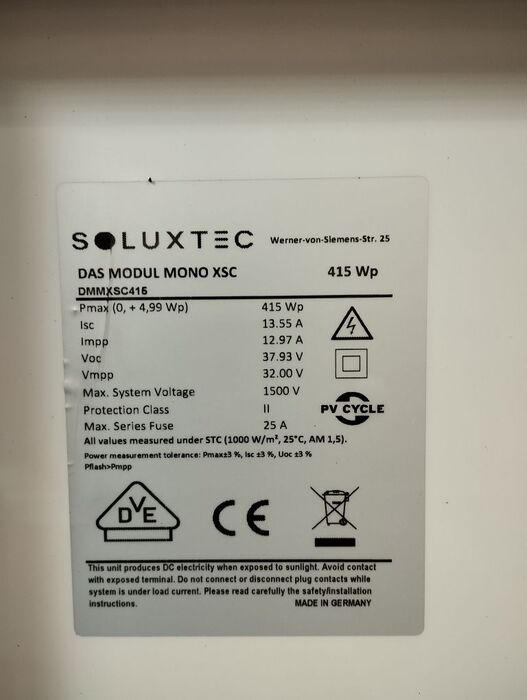 SOLUXTEC Werner-von-Siemens-Str. 25
DAS MODUL MONO XSC 415 Wp
DMMXSC415
Pmax (0, + 4,99 Wp) 415 Wp
Isc 13.55 A
Impp 12.97 A
Voc 37.93 V
Vmpp 32.00 V
Max. System Voltage 1500 V
Protection Class II
PV CYCLE
Max. Series Fuse 25 A
All values measured under STC (1000 W/m², 25°C, AM 1,5).
Power measurement tolerance: Pmax±3 %, Isc ±3 %, Uoc ±3 %
Pflash>Pmpp
DVE CE
This unit produces DC electricity when exposed to sunlight. Avoid contact
with exposed terminal. Do not connect or disconnect plug contacts while
system is under load current. Please read carefully the safety/installation
instructions. MADE IN GERMANY